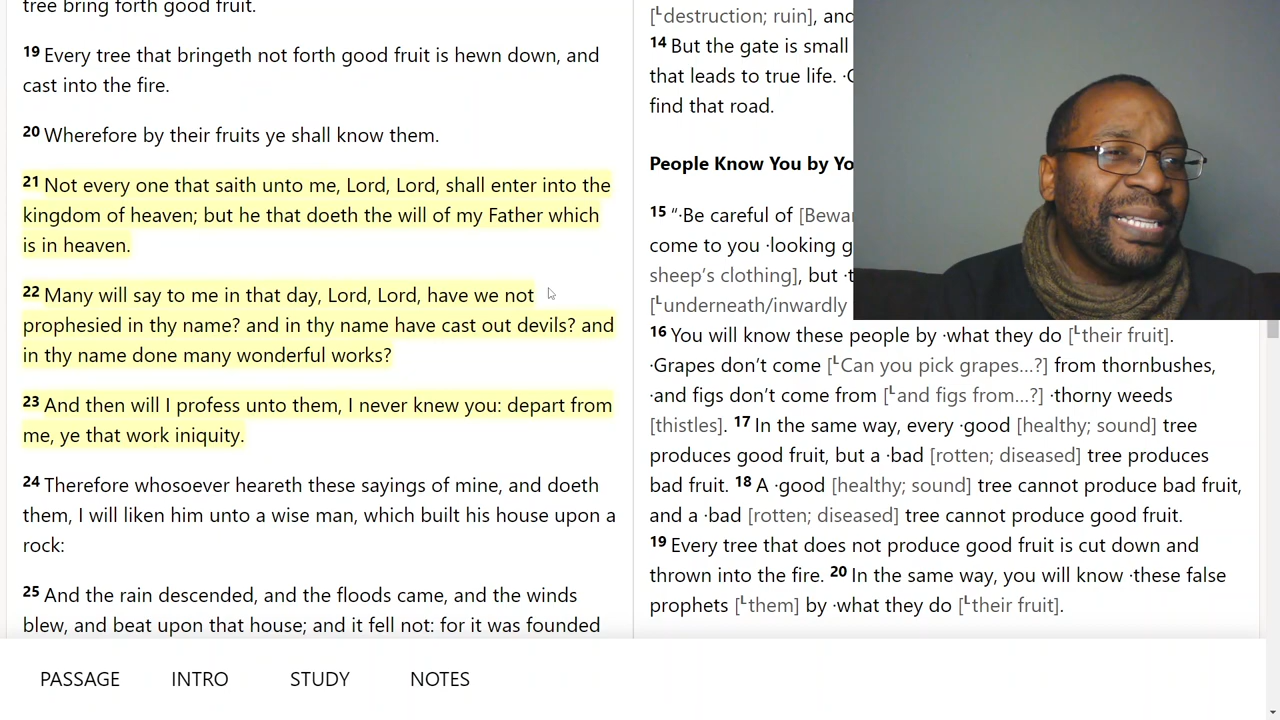 tree bring forth good fruit.
19 Every tree that bringeth not forth good fruit is hewn down, and
cast into the fire.
20 Wherefore by their fruits ye shall know them.
21 Not every one that saith unto me, Lord, Lord, shall enter into the
kingdom of heaven; but he that doeth the will of my Father which
is in heaven.
22 Many will say to me in that day, Lord, Lord, have we not
prophesied in thy name? and in thy name have cast out devils? and
in thy name done many wonderful works?
23 And then will I profess unto them, I never knew you: depart from
me, ye that work iniquity.
24 Therefore whosoever heareth these sayings of mine, and doeth
them, I will liken him unto a wise man, which built his house upon a
rock:
25 And the rain descended, and the floods came, and the winds
blew, and beat upon that house; and it fell not: for it was founded
[ᴸdestruction; ruin], and
14 But the gate is small
that leads to true life.
find that road.
People Know You by
15 “·Be careful of
come to you ·looking
sheep’s clothing], but
[ᴸunderneath/inwardly
16 You will know these people by ·what they do [ᴸtheir fruit].
·Grapes don’t come [ᴸCan you pick grapes…?] from thornbushes,
·and figs don’t come from [ᴸand figs from…?] ·thorny weeds
[thistles]. 17 In the same way, every ·good [healthy; sound] tree
produces good fruit, but a ·bad [rotten; diseased] tree produces
bad fruit. 18 A ·good [healthy; sound] tree cannot produce bad fruit,
and a ·bad [rotten; diseased] tree cannot produce good fruit.
19 Every tree that does not produce good fruit is cut down and
thrown into the fire. 20 In the same way, you will know ·these false
prophets [ᴸthem] by ·what they do [ᴸtheir fruit].
PASSAGE INTRO STUDY NOTES